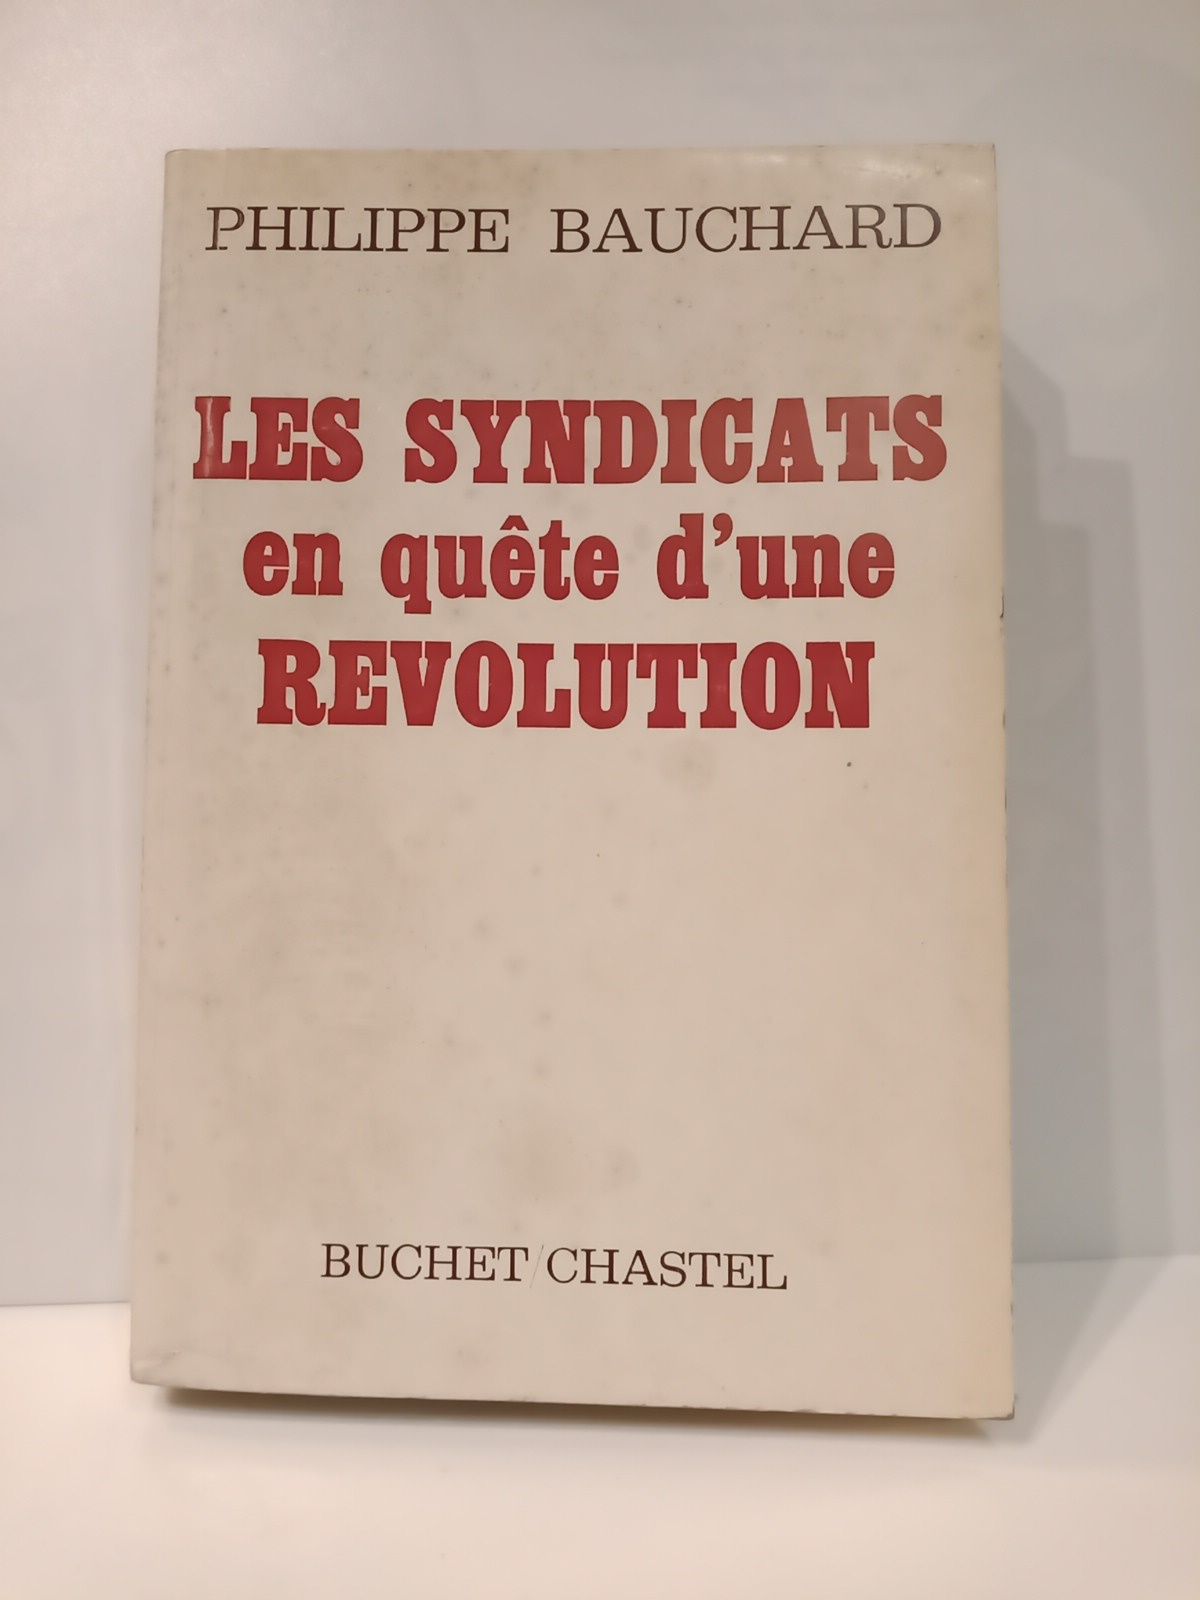 PHILIPPE BAUCHARD
LES SYNDICATS
en quête d'une
REVOLUTION
BUCHET/CHASTEL